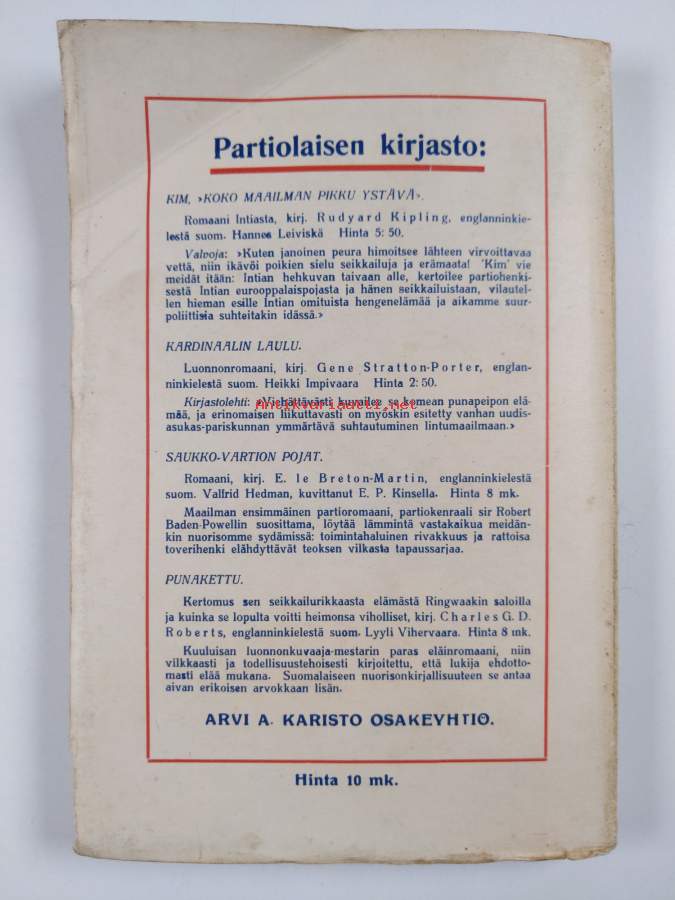 Partiolaisen kirjasto:
KIM, »KOKO MAAILMAN PIKKU YSTÄVÄ».
Romaani Intiasta, kirj. Rudyard Kipling, englanninkie-
lestä suom. Hannes Leiviskä Hinta 5: 50.
Valvoja: »Kuten janoinen peura himoitsee lähteen virvoittavaa
vettä, niin ikävöi poikien sielu seikkailuja ja erämaata! 'Kim' vie
meidät itään: Intian hehkuvan taivaan alle, kertoilee partiohenki-
sestä Intian eurooppalaispojasta ja hänen seikkailuistaan, vilautel-
len hieman esille Intian omituista hengenelämää ja aikamme suur-
poliittisia suhteitakin idässä.»
KARDINAALIN LAULU.
Luonnonromaani, kirj. Gene Stratton-Porter, englan-
ninkielestä suom. Heikki Impivaara Hinta 2: 50.
Kirjastolehti: »Viehättävästi kuvailee se komean punapeipon elä-
mää, ja erinomaisen liikuttavasti on myöskin esitetty vanhan uudis-
asukas-pariskunnan ymmärtävä suhtautuminen lintumaailmaan.»
Antikvariaatti.net
SAUKKO-VARTION POJAT.
Romaani, kirj. E. le Breton-Martin, englanninkielestä
suom. Valfrid Hedman, kuvittanut E. P. Kinsella. Hinta 8 mk.
Maailman ensimmäinen partioromaani, partiokenraali sir Robert
Baden-Powellin suosittama, löytää lämmintä vastakaikua meidän-
kin nuorisomme sydämissä: toimintahaluinen rivakkuus ja rattoisa
toverihenki elähdyttävät teoksen vilkasta tapaussarjaa.
PUNAKETTU.
Kertomus sen seikkailurikkaasta elämästä Ringwaakin saloilla
ja kuinka se lopulta voitti heimonsa viholliset, kirj. Charles G. D.
Roberts, englanninkielestä suom. Lyyli Vihervaara. Hinta 8 mk.
Kuuluisan luonnonkuvaaja-mestarin paras eläinromaani, niin
vilkkaasti ja todellisuustehoisesti kirjoitettu, että lukija ehdotto-
masti elää mukana. Suomalaiseen nuorisonkirjallisuuteen se antaa
aivan erikoisen arvokkaan lisän.
ARVI A. KARISTO OSAKEYHTIÖ.
Hinta 10 mk.